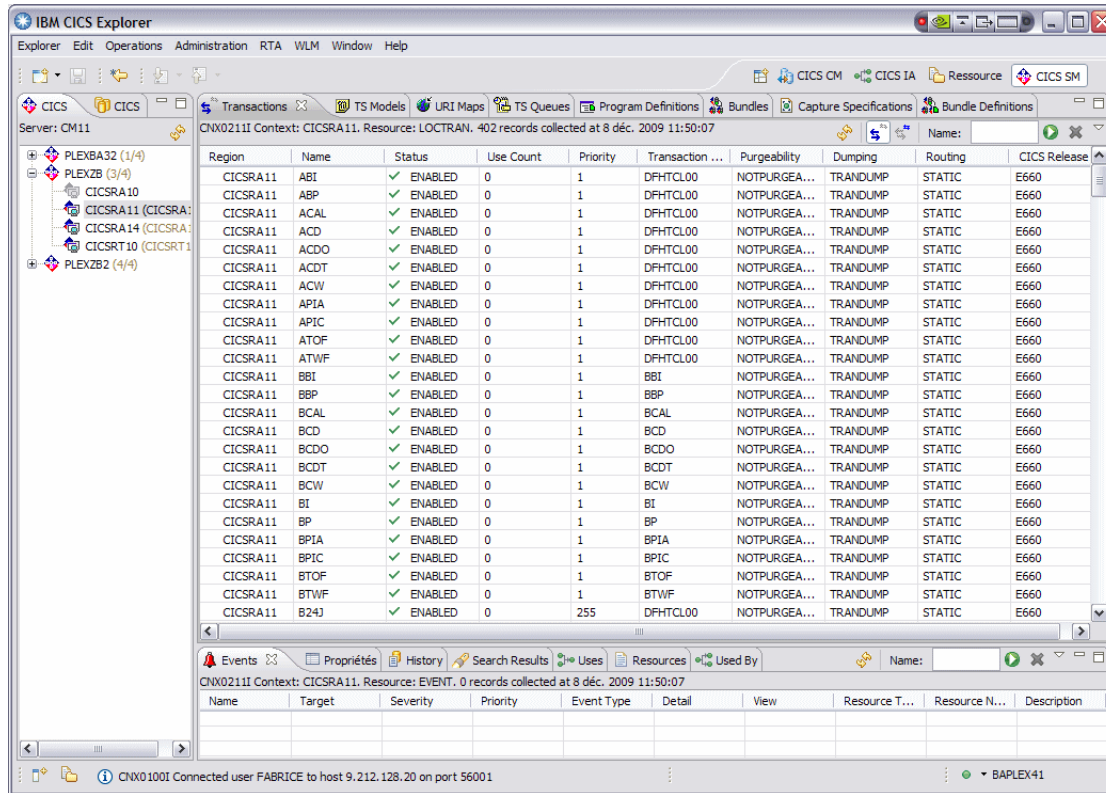 IBM CICS Explorer
Explorer Edit Operations Administration RTA WLM Window Help
CICS CM CICS IA Ressource CICS SM
CICS CICS Transactions TS Models URI Maps TS Queues Program Definitions Bundles Capture Specifications Bundle Definitions
Server: CM11 CNX0211I Context: CICSRA11. Resource: LOCTRAN. 402 records collected at 8 déc. 2009 11:50:07 Name:
PLEXBA32 (1/4)
PLEXZB (3/4)
CICSRA10
CICSRA11 (CICSRA1
CICSRA14 (CICSRA1
CICSRT10 (CICSRT1
PLEXZB2 (4/4)
Region Name Status Use Count Priority Transaction ... Purgeability Dumping Routing CICS Release
CICSRA11 ABI ENABLED 0 1 DFHTCL00 NOTPURGEA... TRANDUMP STATIC E660
CICSRA11 ABP ENABLED 0 1 DFHTCL00 NOTPURGEA... TRANDUMP STATIC E660
CICSRA11 ACAL ENABLED 0 1 DFHTCL00 NOTPURGEA... TRANDUMP STATIC E660
CICSRA11 ACD ENABLED 0 1 DFHTCL00 NOTPURGEA... TRANDUMP STATIC E660
CICSRA11 ACDO ENABLED 0 1 DFHTCL00 NOTPURGEA... TRANDUMP STATIC E660
CICSRA11 ACDT ENABLED 0 1 DFHTCL00 NOTPURGEA... TRANDUMP STATIC E660
CICSRA11 ACW ENABLED 0 1 DFHTCL00 NOTPURGEA... TRANDUMP STATIC E660
CICSRA11 APIA ENABLED 0 1 DFHTCL00 NOTPURGEA... TRANDUMP STATIC E660
CICSRA11 APIC ENABLED 0 1 DFHTCL00 NOTPURGEA... TRANDUMP STATIC E660
CICSRA11 ATOF ENABLED 0 1 DFHTCL00 NOTPURGEA... TRANDUMP STATIC E660
CICSRA11 ATWF ENABLED 0 1 DFHTCL00 NOTPURGEA... TRANDUMP STATIC E660
CICSRA11 BBI ENABLED 0 1 BBI NOTPURGEA... TRANDUMP STATIC E660
CICSRA11 BBP ENABLED 0 1 BBP NOTPURGEA... TRANDUMP STATIC E660
CICSRA11 BCAL ENABLED 0 1 BCAL NOTPURGEA... TRANDUMP STATIC E660
CICSRA11 BCD ENABLED 0 1 BCD NOTPURGEA... TRANDUMP STATIC E660
CICSRA11 BCDO ENABLED 0 1 BCDO NOTPURGEA... TRANDUMP STATIC E660
CICSRA11 BCDT ENABLED 0 1 BCDT NOTPURGEA... TRANDUMP STATIC E660
CICSRA11 BCW ENABLED 0 1 BCW NOTPURGEA... TRANDUMP STATIC E660
CICSRA11 BI ENABLED 0 1 BI NOTPURGEA... TRANDUMP STATIC E660
CICSRA11 BP ENABLED 0 1 BP NOTPURGEA... TRANDUMP STATIC E660
CICSRA11 BPIA ENABLED 0 1 BPIA NOTPURGEA... TRANDUMP STATIC E660
CICSRA11 BPIC ENABLED 0 1 BPIC NOTPURGEA... TRANDUMP STATIC E660
CICSRA11 BTOF ENABLED 0 1 BTOF NOTPURGEA... TRANDUMP STATIC E660
CICSRA11 BTWF ENABLED 0 1 BTWF NOTPURGEA... TRANDUMP STATIC E660
CICSRA11 B24J ENABLED 0 255 DFHTCL00 NOTPURGEA... TRANDUMP STATIC E660
Events Propriétés History Search Results Uses Resources Used By Name:
CNX0211I Context: CICSRA11. Resource: EVENT. 0 records collected at 8 déc. 2009 11:50:07
Name Target Severity Priority Event Type Detail View Resource T... Resource N... Description
CNX0100I Connected user FABRICE to host 9.212.128.20 on port 56001 BAPLEX41